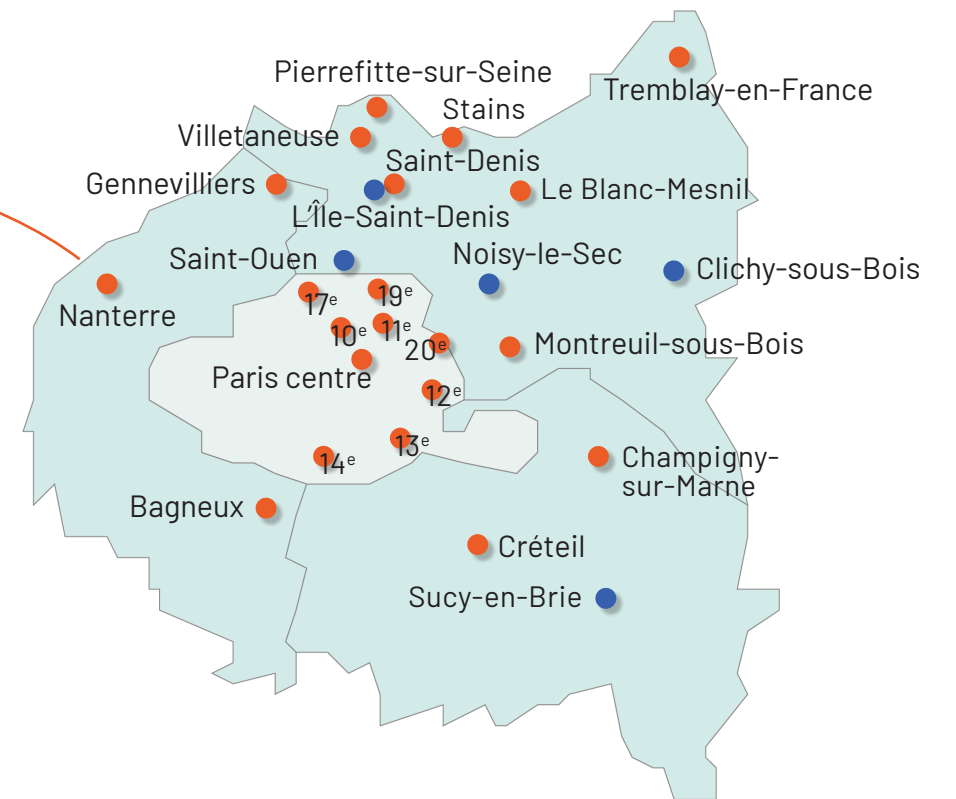 Pierrefitte-sur-Seine
Tremblay-en-France
Stains
Villetaneuse
Saint-Denis
Gennevilliers
Le Blanc-Mesnil
L'Île-Saint-Denis
Saint-Ouen
Noisy-le-Sec
Clichy-sous-Bois
Nanterre
17e
19e
10e
11e
20e
Montreuil-sous-Bois
Paris centre
12e
13e
14e
Champigny-
sur-Marne
Bagneux
Créteil
Sucy-en-Brie